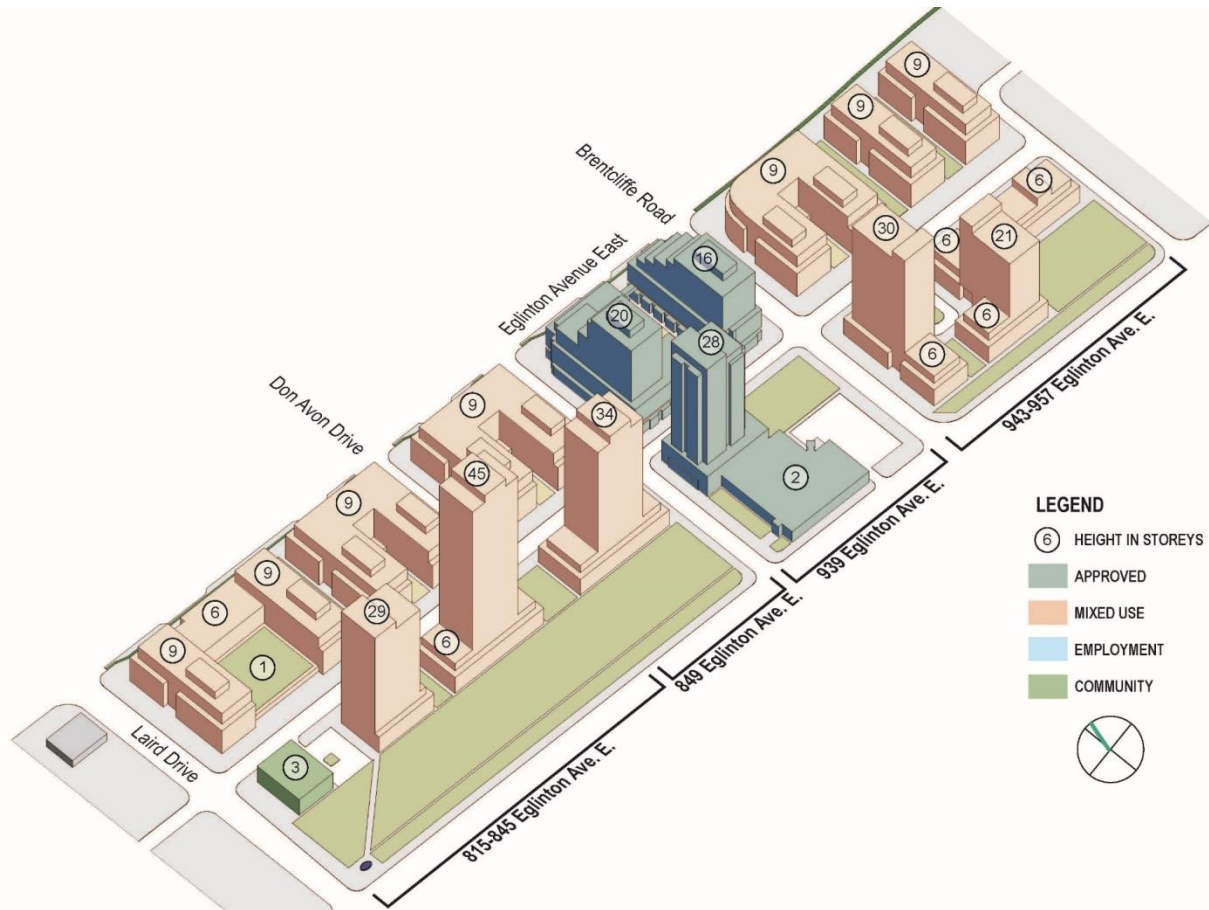 9
9
Brentcliffe Road
9
6
30
6
21
Eglinton Avenue East
16
20
28
6
6
943-957 Eglinton Ave. E.
Don Avon Drive
9
34
45
2
939 Eglinton Ave. E.
9
9
29
6
849 Eglinton Ave. E.
6
9
1
Laird Drive
3
815-845 Eglinton Ave. E.
LEGEND
6 HEIGHT IN STOREYS
APPROVED
MIXED USE
EMPLOYMENT
COMMUNITY